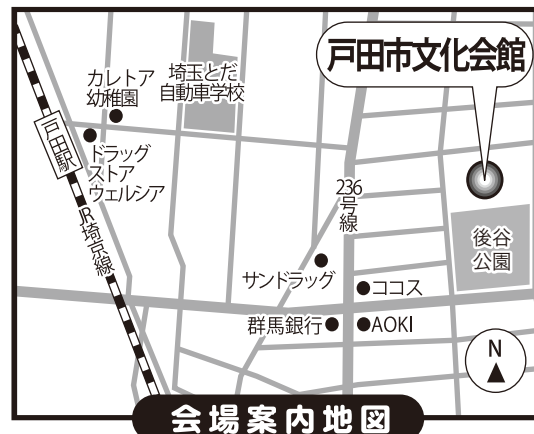 戸田市文化会館
カレトア
幼稚園
埼玉とだ
自動車学校
戸田駅
ドラッグ
ストア
ウェルシア
JR埼京線
236
号
線
後谷
公園
サンドラッグ
ココス
群馬銀行
AOKI
N
会場案内地図